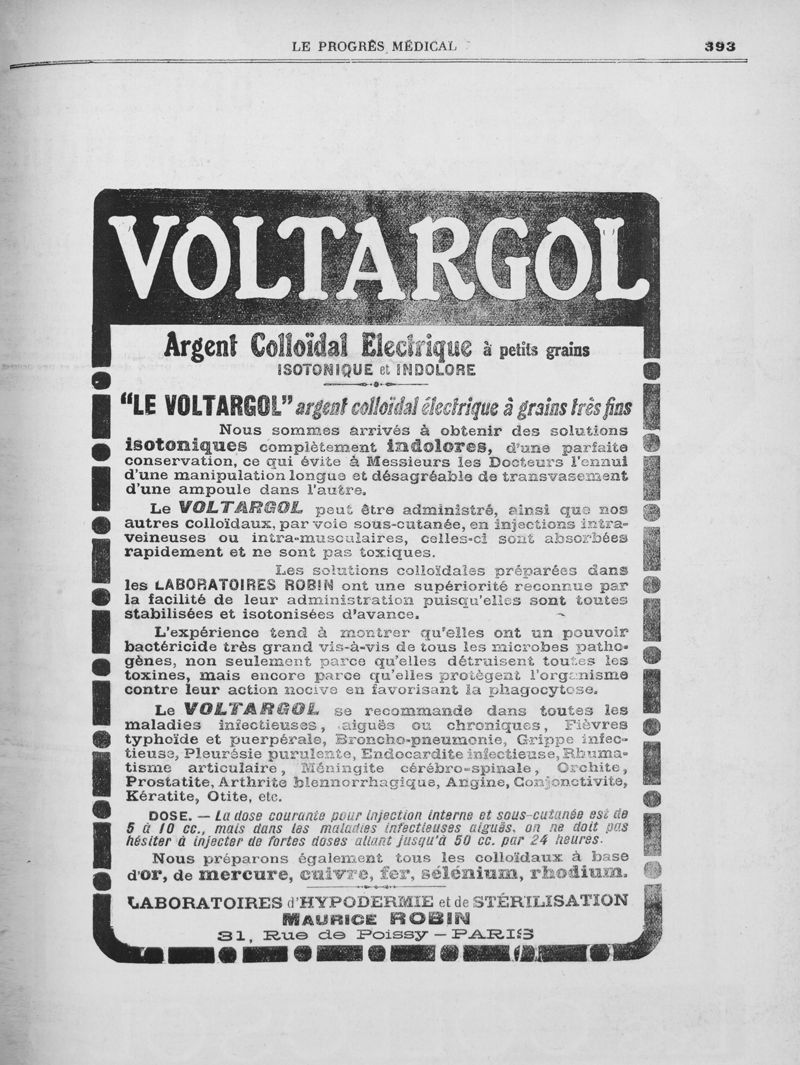 LE PROGRÈS MÉDICAL
393
VOLTARGOL
Argent Colloïdal Electrique à petits grains
ISOTONIQUE et INDOLORE
"LE VOLTARGOL" argent colloïdal électrique à grains très fins
Nous sommes arrivés à obtenir des solutions
isotoniques complètement indolores, d'une parfaite
conservation, ce qui évite à Messieurs les Docteurs l'ennui
d'une manipulation longue et désagréable de transvasement
d'une ampoule dans l'autre.
Le VOLTARGOL peut être administré, ainsi que nos
autres colloïdaux, par voie sous-cutanée, en injections intra-
veineuses ou intra-musculaires, celles-ci sont absorbées
rapidement et ne sont pas toxiques.
Les solutions colloïdales préparées dans
les LABORATOIRES ROBIN ont une supériorité reconnue par
la facilité de leur administration puisqu'elles sont toutes
stabilisées et isotonisées d'avance.
L'expérience tend à montrer qu'elles ont un pouvoir
bactéricide très grand vis-à-vis de tous les microbes patho-
gènes, non seulement parce qu'elles détruisent toutes les
toxines, mais encore parce qu'elles protègent l'organisme
contre leur action nocive en favorisant la phagocytose.
Le VOLTARGOL se recommande dans toutes les
maladies infectieuses, aiguës ou chroniques, Fièvres
typhoïde et puerpérale, Broncho-pneumonie, Grippe infec-
tieuse, Pleurésie purulente, Endocardite infectieuse, Rhuma-
tisme articulaire, Méningite cérébro-spinale, Orchite,
Prostatite, Arthrite blennorrhagique, Angine, Conjonctivite,
Kératite, Otite, etc.
DOSE. — La dose courante pour injection interne et sous-cutanée est de
5 à 10 cc., mais dans les maladies infectieuses aiguës, on ne doit pas
hésiter à injecter de fortes doses allant jusqu'à 50 cc. par 24 heures.
Nous préparons également tous les colloïdaux à base
d'or, de mercure, cuivre, fer, sélénium, rhodium.
LABORATOIRES d'HYPODERMIE et de STÉRILISATION
MAURICE ROBIN
31, Rue de Poissy — PARIS